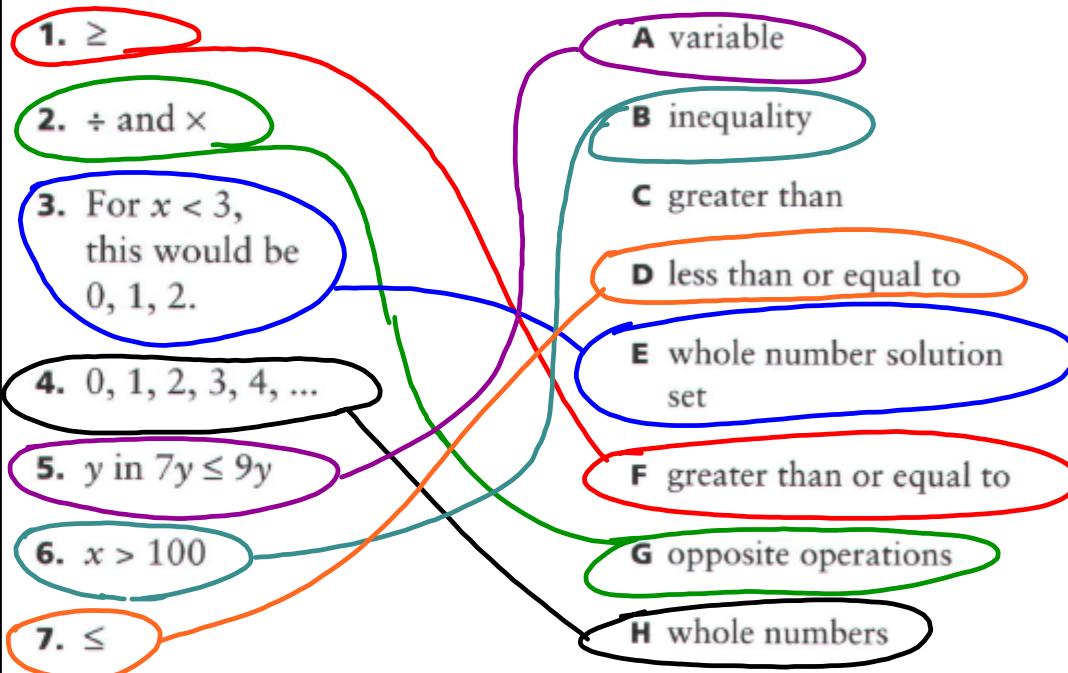 1. ≥
2. ÷ and ×
3. For x < 3,
this would be
0, 1, 2.
4. 0, 1, 2, 3, 4, ...
5. y in 7y ≤ 9y
6. x > 100
7. ≤
A variable
B inequality
C greater than
D less than or equal to
E whole number solution
set
F greater than or equal to
G opposite operations
H whole numbers